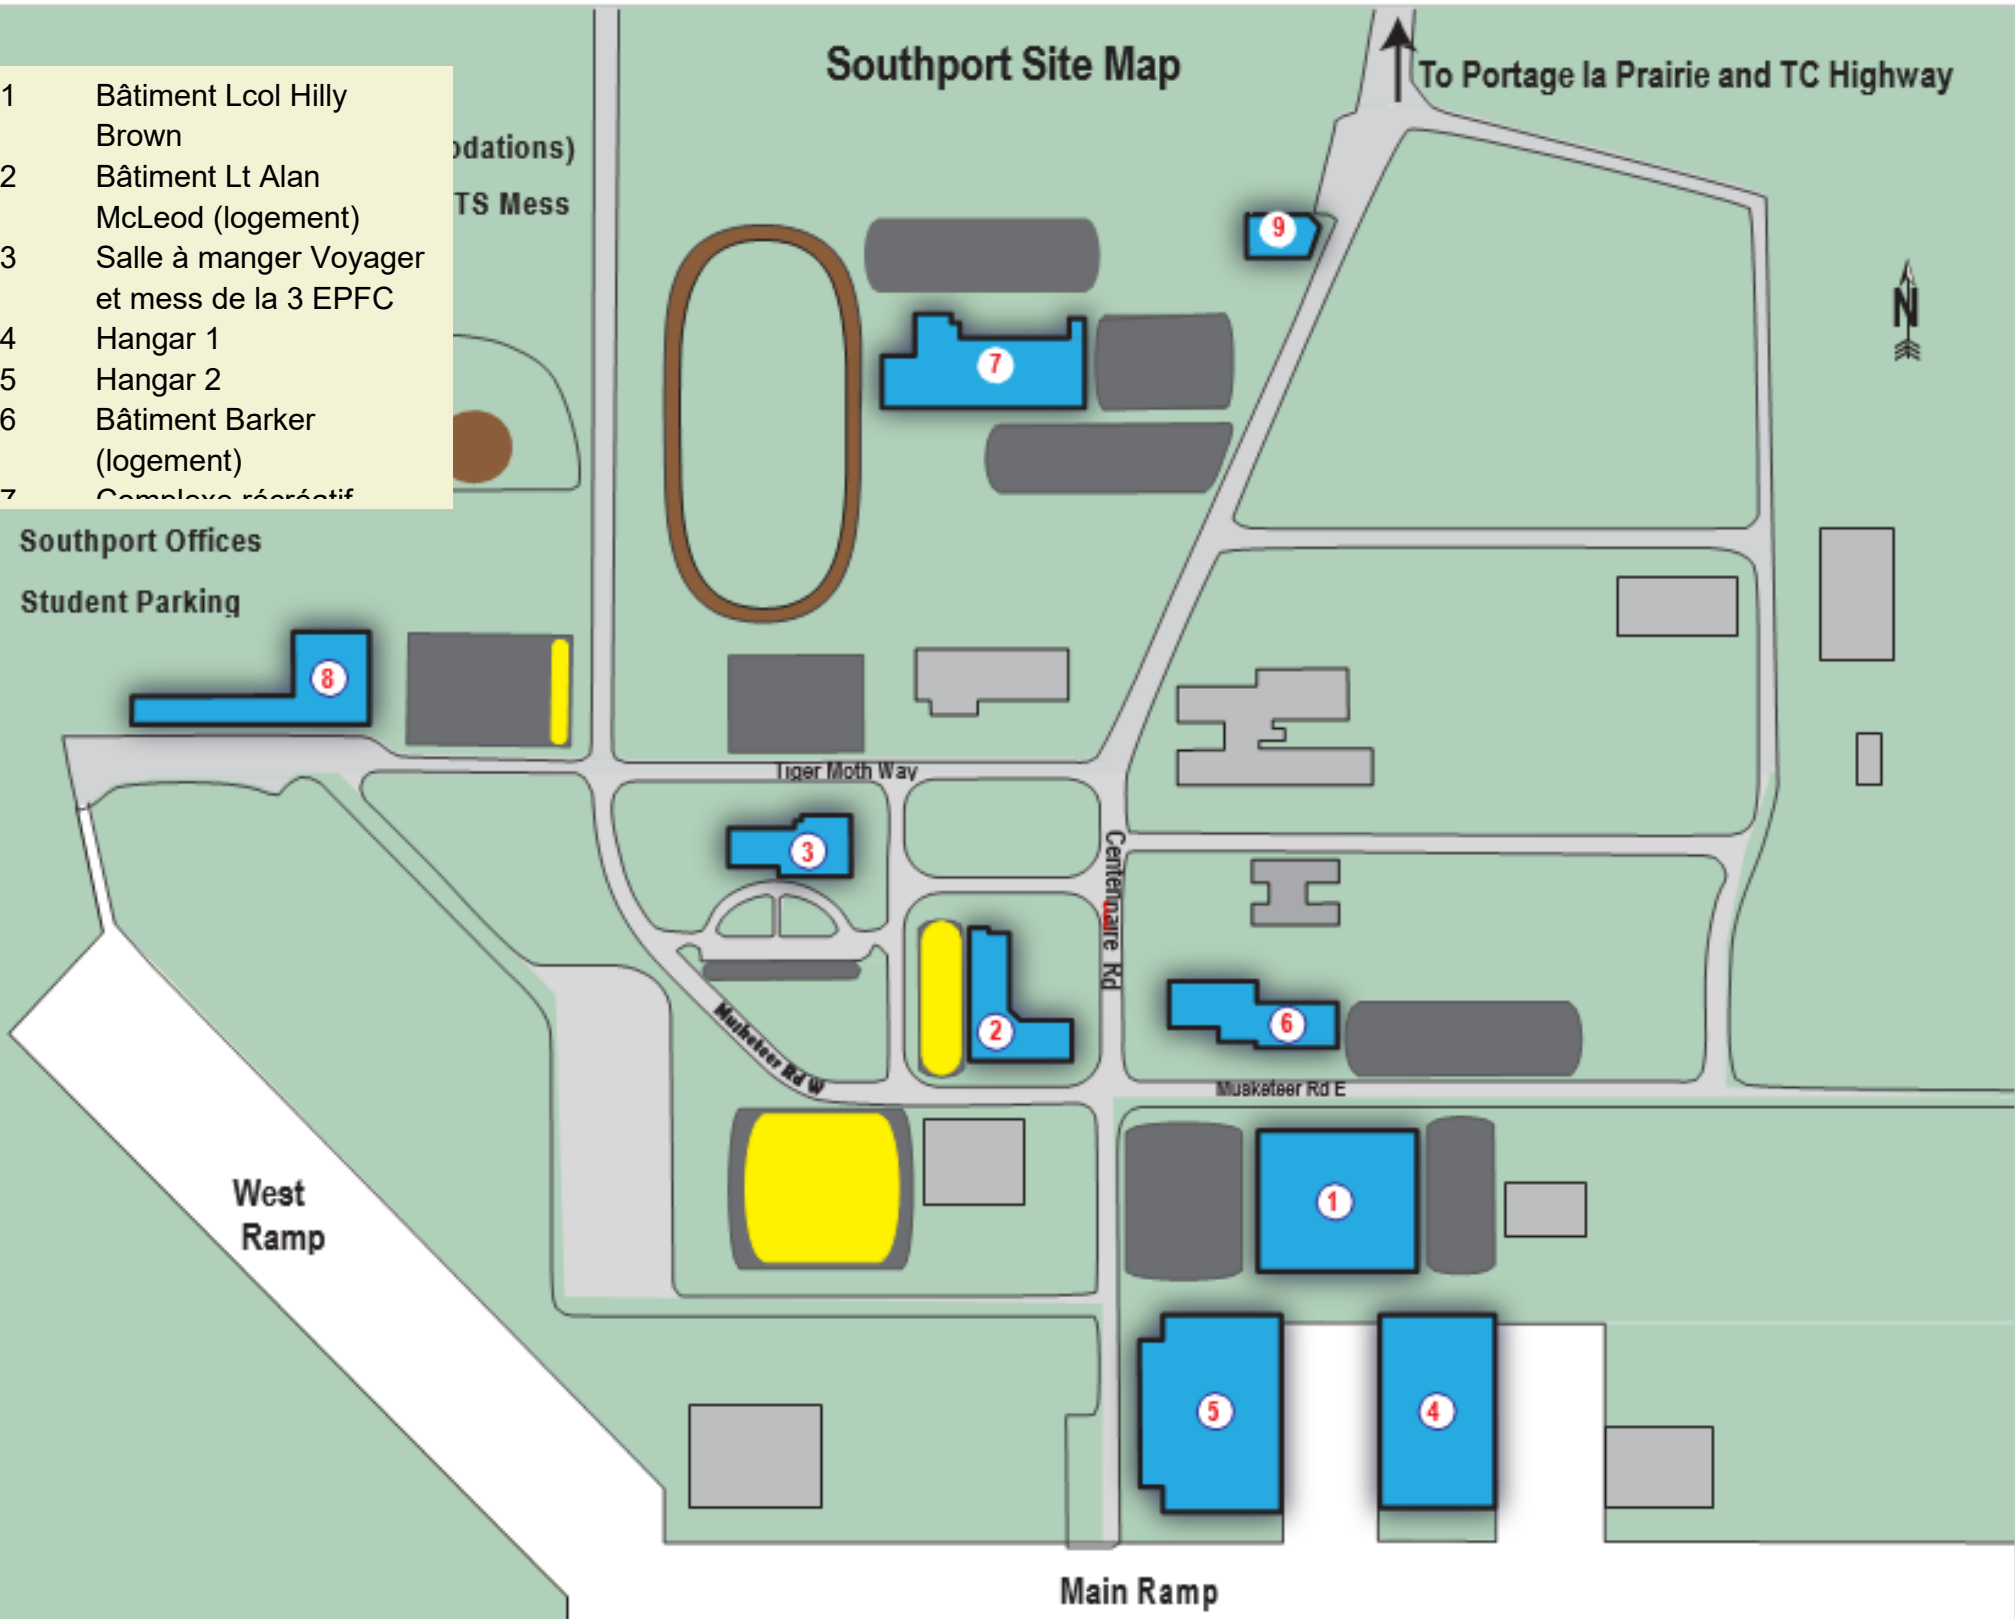 Southport Site Map
To Portage la Prairie and TC Highway
1 Bâtiment Lcol Hilly
Brown
2 Bâtiment Lt Alan
McLeod (logement)
3 Salle à manger Voyager
et mess de la 3 EPFC
4 Hangar 1
5 Hangar 2
6 Bâtiment Barker
(logement)
7 Complexe récréatif
odations)
TS Mess
Southport Offices
Student Parking
N
9
7
8
Tiger Moth Way
3
Centennaire Rd
2
6
Musketeer Rd W
Musketeer Rd E
1
West
Ramp
5
4
Main Ramp